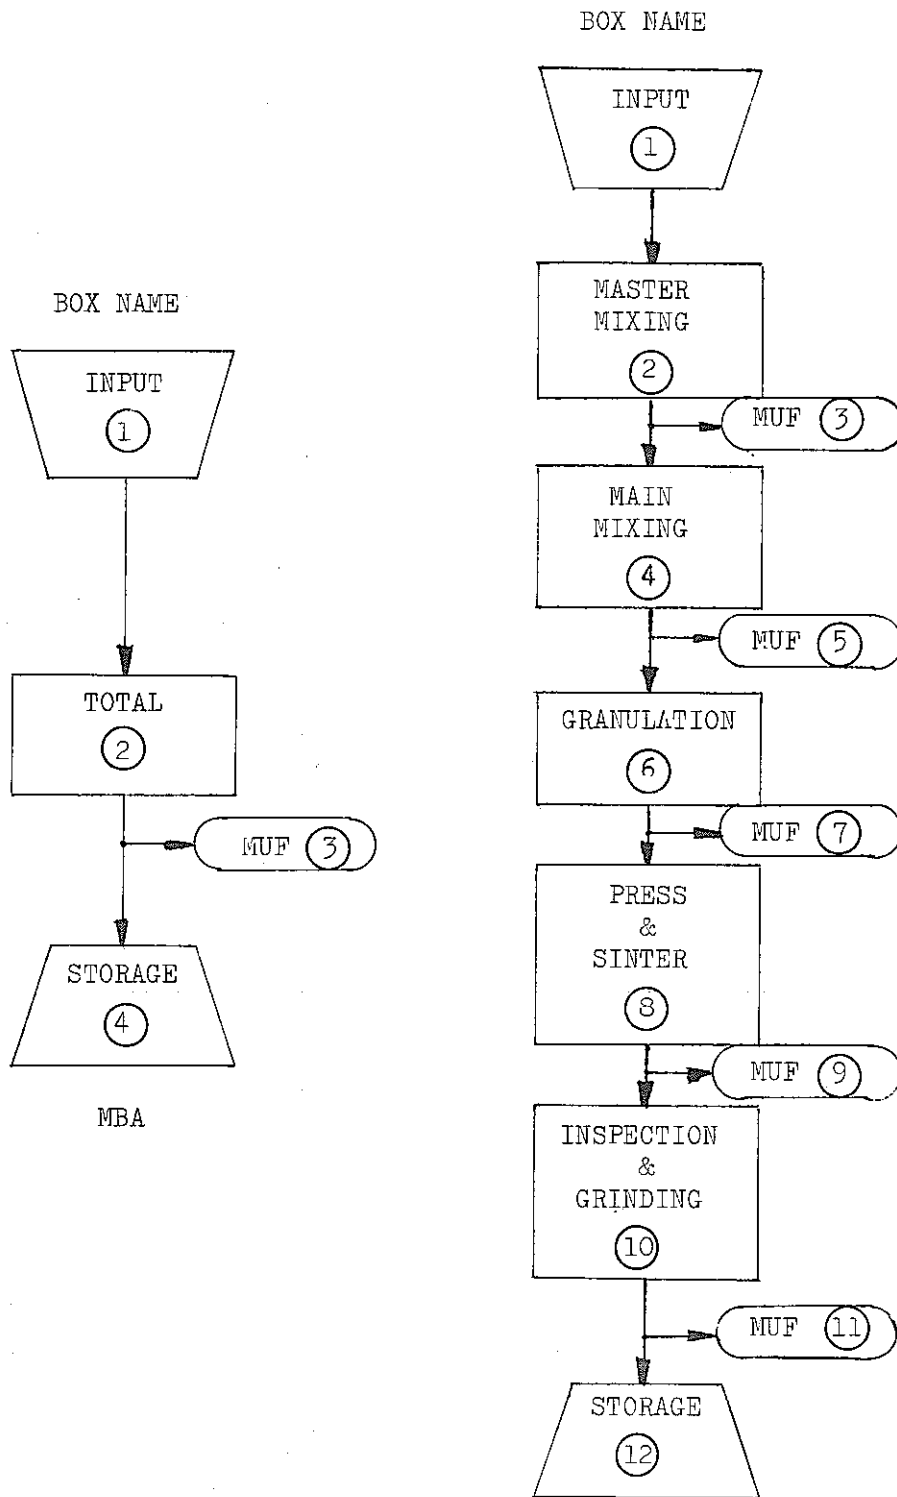 BOX NAME
INPUT
1
TOTAL
2
MUF 3
STORAGE
4
MBA
BOX NAME
INPUT
1
MASTER
MIXING
2
MUF 3
MAIN
MIXING
4
MUF 5
GRANULATION
6
MUF 7
PRESS
&
SINTER
8
MUF 9
INSPECTION
&
GRINDING
10
MUF 11
STORAGE
12